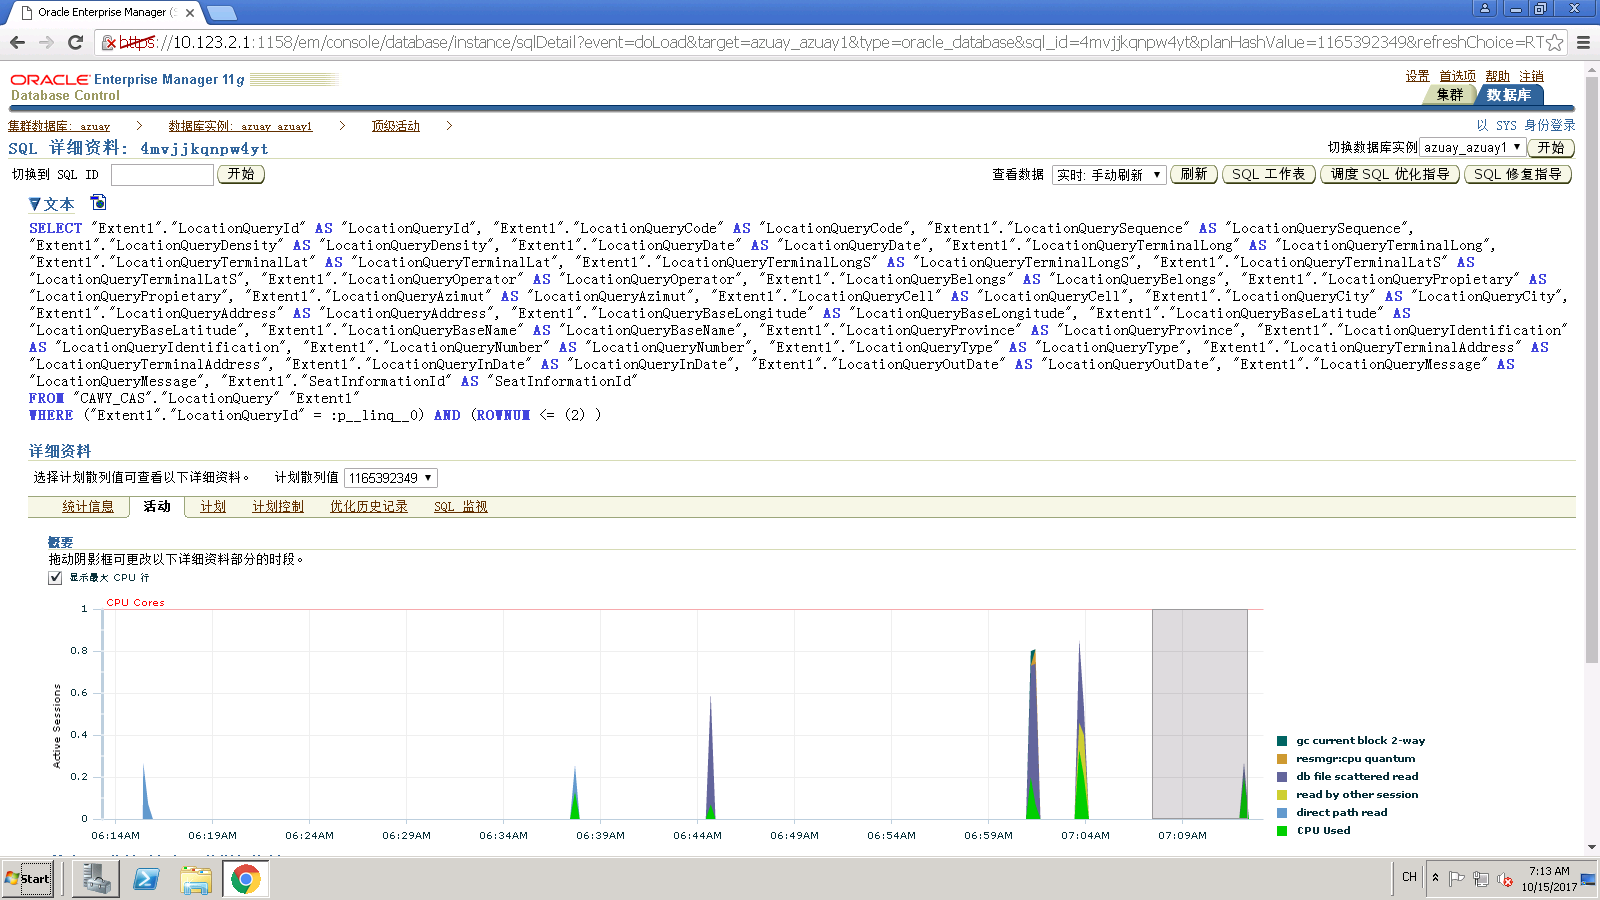 Oracle Enterprise Manager (S
https://10.123.2.1:1158/em/console/database/instance/sqlDetail?event=doLoad&target=azuay_azuay1&type=oracle_database&sql_id=4mvjjkqnpw4yt&planHashValue=1165392349&refreshChoice=RT
ORACLE Enterprise Manager 11g
Database Control
设置 首选项 帮助 注销
集群 数据库
集群数据库: azuay > 数据库实例: azuay_azuay1 > 顶级活动 >
以 SYS 身份登录
SQL 详细资料: 4mvjjkqnpw4yt
切换数据库实例 azuay_azuay1 开始
切换到 SQL ID 开始
查看数据 实时: 手动刷新 刷新 SQL 工作表 调度 SQL 优化指导 SQL 修复指导
文本
SELECT "Extent1"."LocationQueryId" AS "LocationQueryId", "Extent1"."LocationQueryCode" AS "LocationQueryCode", "Extent1"."LocationQuerySequence" AS "LocationQuerySequence",
"Extent1"."LocationQueryDensity" AS "LocationQueryDensity", "Extent1"."LocationQueryDate" AS "LocationQueryDate", "Extent1"."LocationQueryTerminalLong" AS "LocationQueryTerminalLong",
"Extent1"."LocationQueryTerminalLat" AS "LocationQueryTerminalLat", "Extent1"."LocationQueryTerminalLongS" AS "LocationQueryTerminalLongS", "Extent1"."LocationQueryTerminalLatS" AS
"LocationQueryTerminalLatS", "Extent1"."LocationQueryOperator" AS "LocationQueryOperator", "Extent1"."LocationQueryBelongs" AS "LocationQueryBelongs", "Extent1"."LocationQueryPropietary" AS
"LocationQueryPropietary", "Extent1"."LocationQueryAzimut" AS "LocationQueryAzimut", "Extent1"."LocationQueryCell" AS "LocationQueryCell", "Extent1"."LocationQueryCity" AS "LocationQueryCity",
"Extent1"."LocationQueryAddress" AS "LocationQueryAddress", "Extent1"."LocationQueryBaseLongitude" AS "LocationQueryBaseLongitude", "Extent1"."LocationQueryBaseLatitude" AS
"LocationQueryBaseLatitude", "Extent1"."LocationQueryBaseName" AS "LocationQueryBaseName", "Extent1"."LocationQueryProvince" AS "LocationQueryProvince", "Extent1"."LocationQueryIdentification"
AS "LocationQueryIdentification", "Extent1"."LocationQueryNumber" AS "LocationQueryNumber", "Extent1"."LocationQueryType" AS "LocationQueryType", "Extent1"."LocationQueryTerminalAddress" AS
"LocationQueryTerminalAddress", "Extent1"."LocationQueryInDate" AS "LocationQueryInDate", "Extent1"."LocationQueryOutDate" AS "LocationQueryOutDate", "Extent1"."LocationQueryMessage" AS
"LocationQueryMessage", "Extent1"."SeatInformationId" AS "SeatInformationId"
FROM "CAWY_CAS"."LocationQuery" "Extent1"
WHERE ("Extent1"."LocationQueryId" = :p__linq__0) AND (ROWNUM <= (2) )
详细资料
选择计划散列值可查看以下详细资料。 计划散列值 1165392349
统计信息 活动 计划 计划控制 优化历史记录 SQL 监视
概要
拖动阴影框可更改以下详细资料部分的时段。
显示最大 CPU 行
CPU Cores
1
0.8
0.6
0.4
0.2
0
Active Sessions
06:14AM 06:19AM 06:24AM 06:29AM 06:34AM 06:39AM 06:44AM 06:49AM 06:54AM 06:59AM 07:04AM 07:09AM
gc current block 2-way
resmgr:cpu quantum
db file scattered read
read by other session
direct path read
CPU Used
Start
CH
7:13 AM
10/15/2017